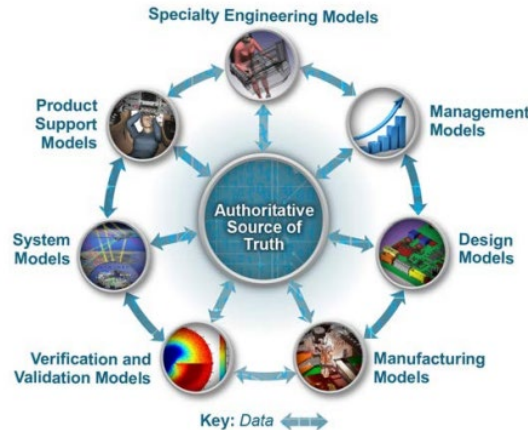 Specialty Engineering Models
Product
Support
Models
Management
Models
Authoritative
Source of
Truth
System
Models
Design
Models
Verification and
Validation Models
Manufacturing
Models
Key: Data